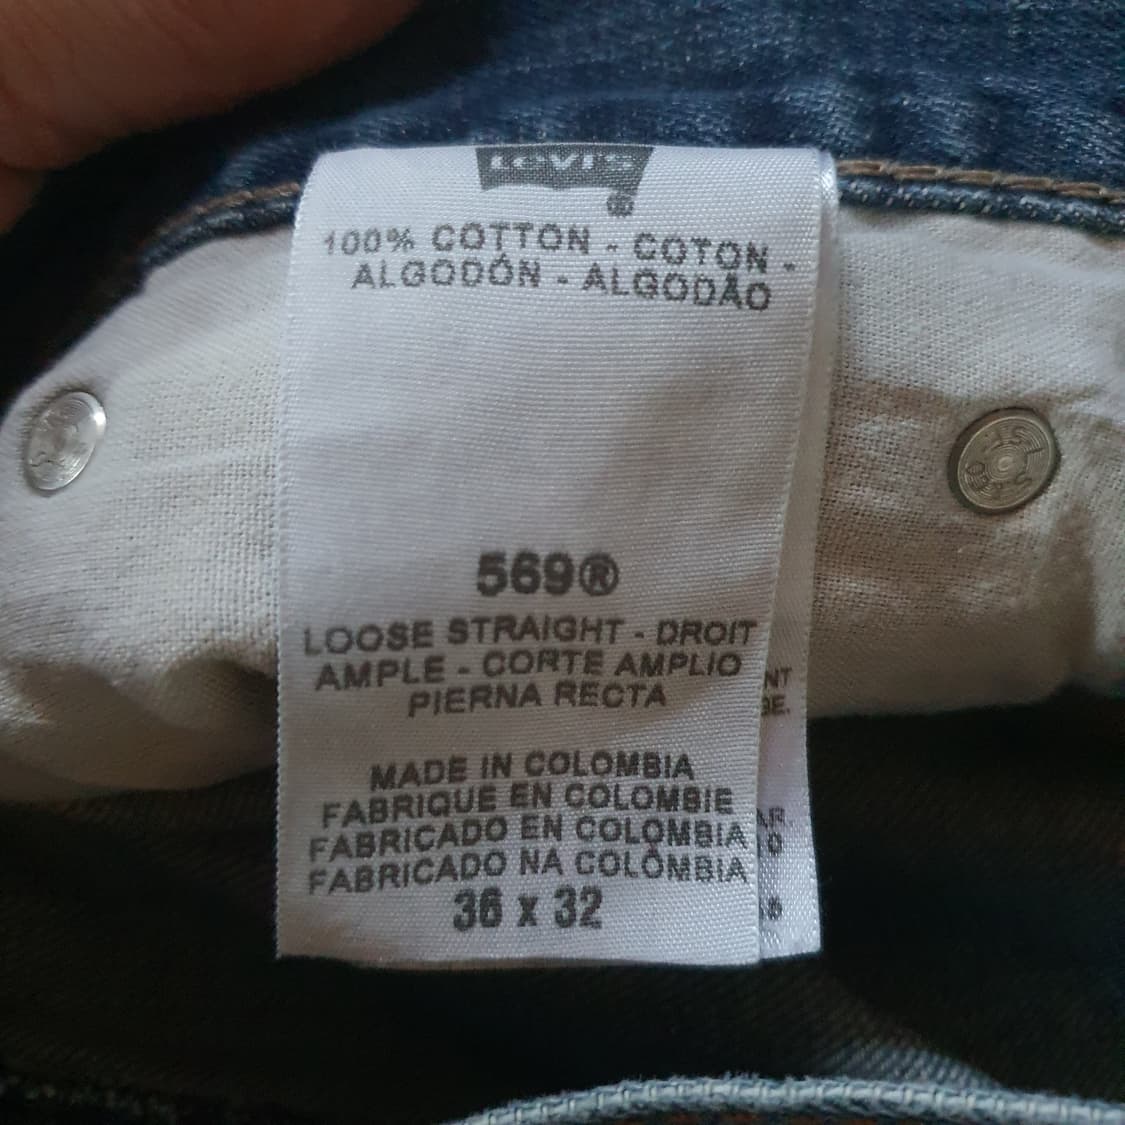 Levi's
®
100% COTTON - COTON -
ALGODÓN - ALGODÃO
569®
LOOSE STRAIGHT - DROIT
AMPLE - CORTE AMPLIO
PIERNA RECTA
MADE IN COLOMBIA
FABRIQUE EN COLOMBIE
FABRICADO EN COLOMBIA
FABRICADO NA COLÔMBIA
36 x 32